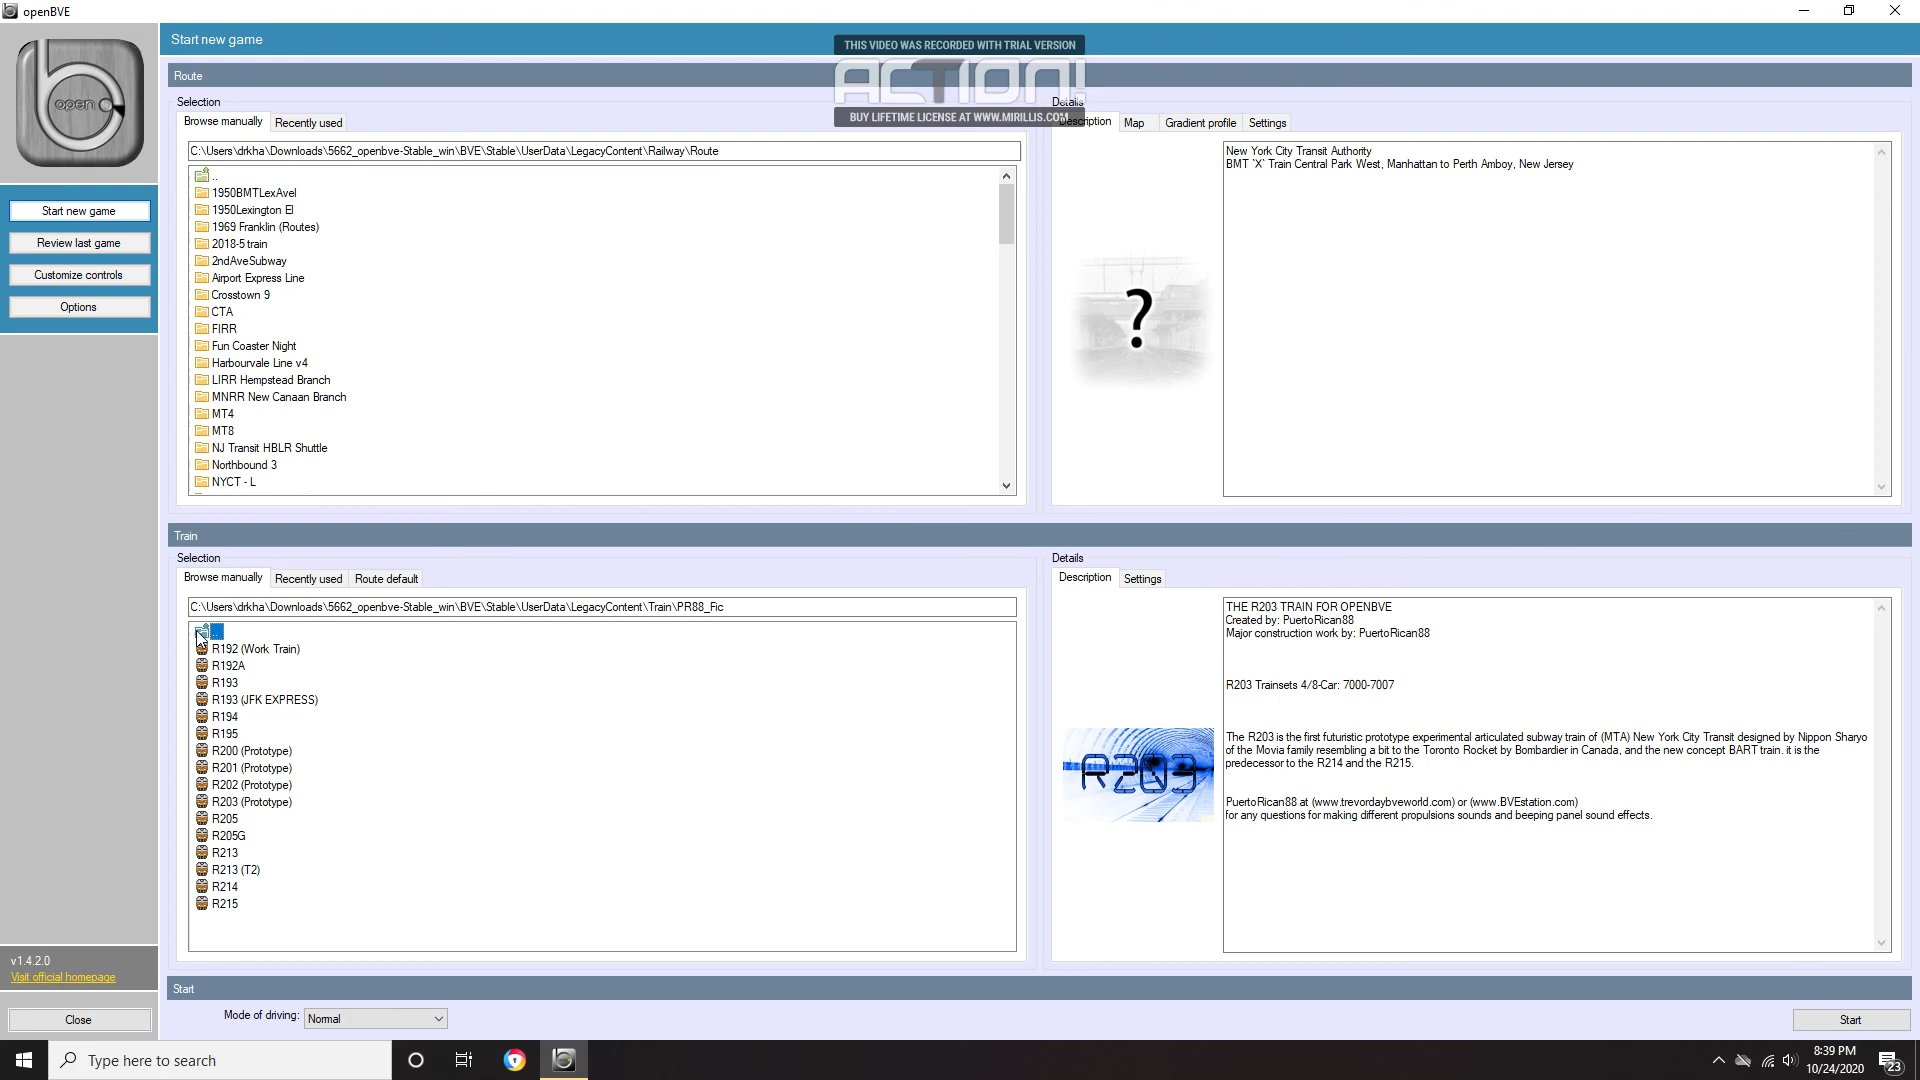 openBVE
open
Start new game
Review last game
Customize controls
Options
v1.4.2.0
Visit official homepage
Close
Start new game
THIS VIDEO WAS RECORDED WITH TRIAL VERSION
ACTION!
BUY LIFETIME LICENSE AT WWW.MIRILLIS.COM
Route
Selection
Browse manually
Recently used
C:\Users\drkha\Downloads\5662_openbve-Stable_win\BVE\Stable\UserData\LegacyContent\Railway\Route
..
1950BMTLexAvel
1950Lexington El
1969 Franklin (Routes)
2018-5 train
2ndAveSubway
Airport Express Line
Crosstown 9
CTA
FIRR
Fun Coaster Night
Harbourvale Line v4
LIRR Hempstead Branch
MNRR New Canaan Branch
MT4
MT8
NJ Transit HBLR Shuttle
Northbound 3
NYCT - L
Details
Description
Map
Gradient profile
Settings
?
New York City Transit Authority
BMT 'X' Train Central Park West, Manhattan to Perth Amboy, New Jersey
Train
Selection
Browse manually
Recently used
Route default
C:\Users\drkha\Downloads\5662_openbve-Stable_win\BVE\Stable\UserData\LegacyContent\Train\PR88_Fic
..
R192 (Work Train)
R192A
R193
R193 (JFK EXPRESS)
R194
R195
R200 (Prototype)
R201 (Prototype)
R202 (Prototype)
R203 (Prototype)
R205
R205G
R213
R213 (T2)
R214
R215
Details
Description
Settings
R203
THE R203 TRAIN FOR OPENBVE
Created by: PuertoRican88
Major construction work by: PuertoRican88
R203 Trainsets 4/8-Car: 7000-7007
The R203 is the first futuristic prototype experimental articulated subway train of (MTA) New York City Transit designed by Nippon Sharyo
of the Movia family resembling a bit to the Toronto Rocket by Bombardier in Canada, and the new concept BART train. it is the
predecessor to the R214 and the R215.
PuertoRican88 at (www.trevordaybveworld.com) or (www.BVEstation.com)
for any questions for making different propulsions sounds and beeping panel sound effects.
Start
Mode of driving:
Normal
Start
Type here to search
8:39 PM
10/24/2020
23